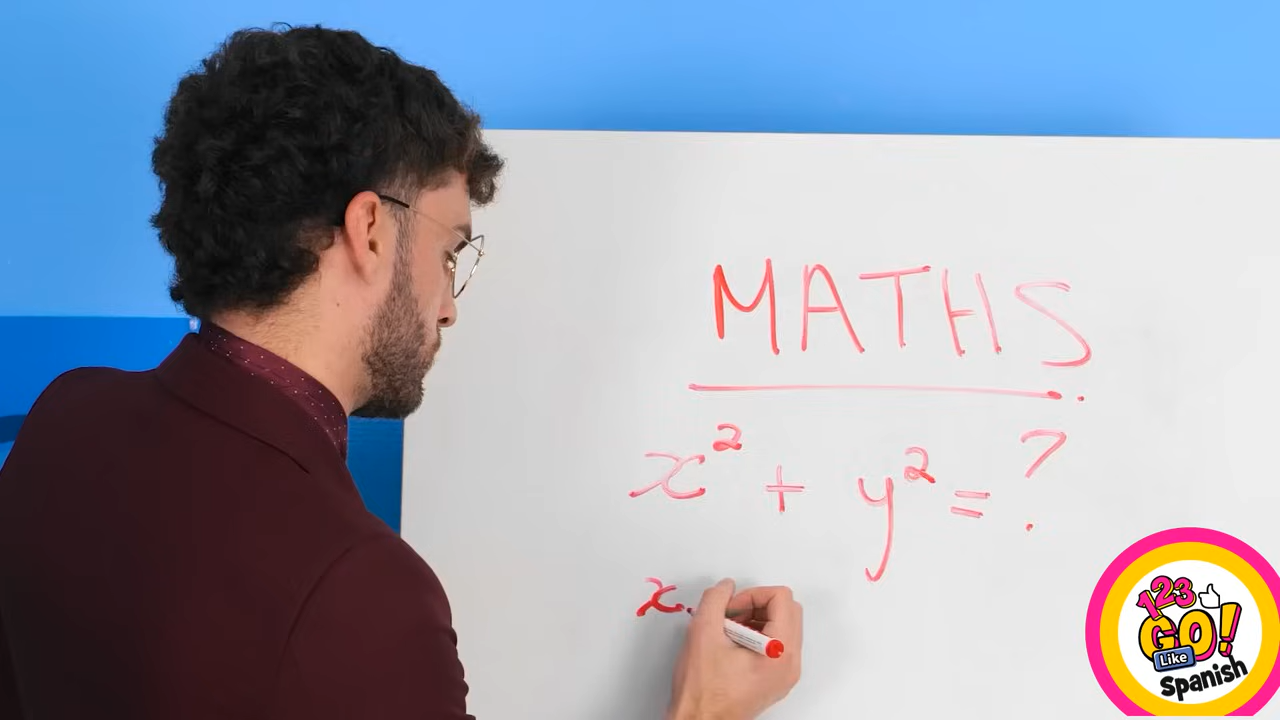 MATHS.
x² + y² = ?
x
123
GO!
Like
Spanish